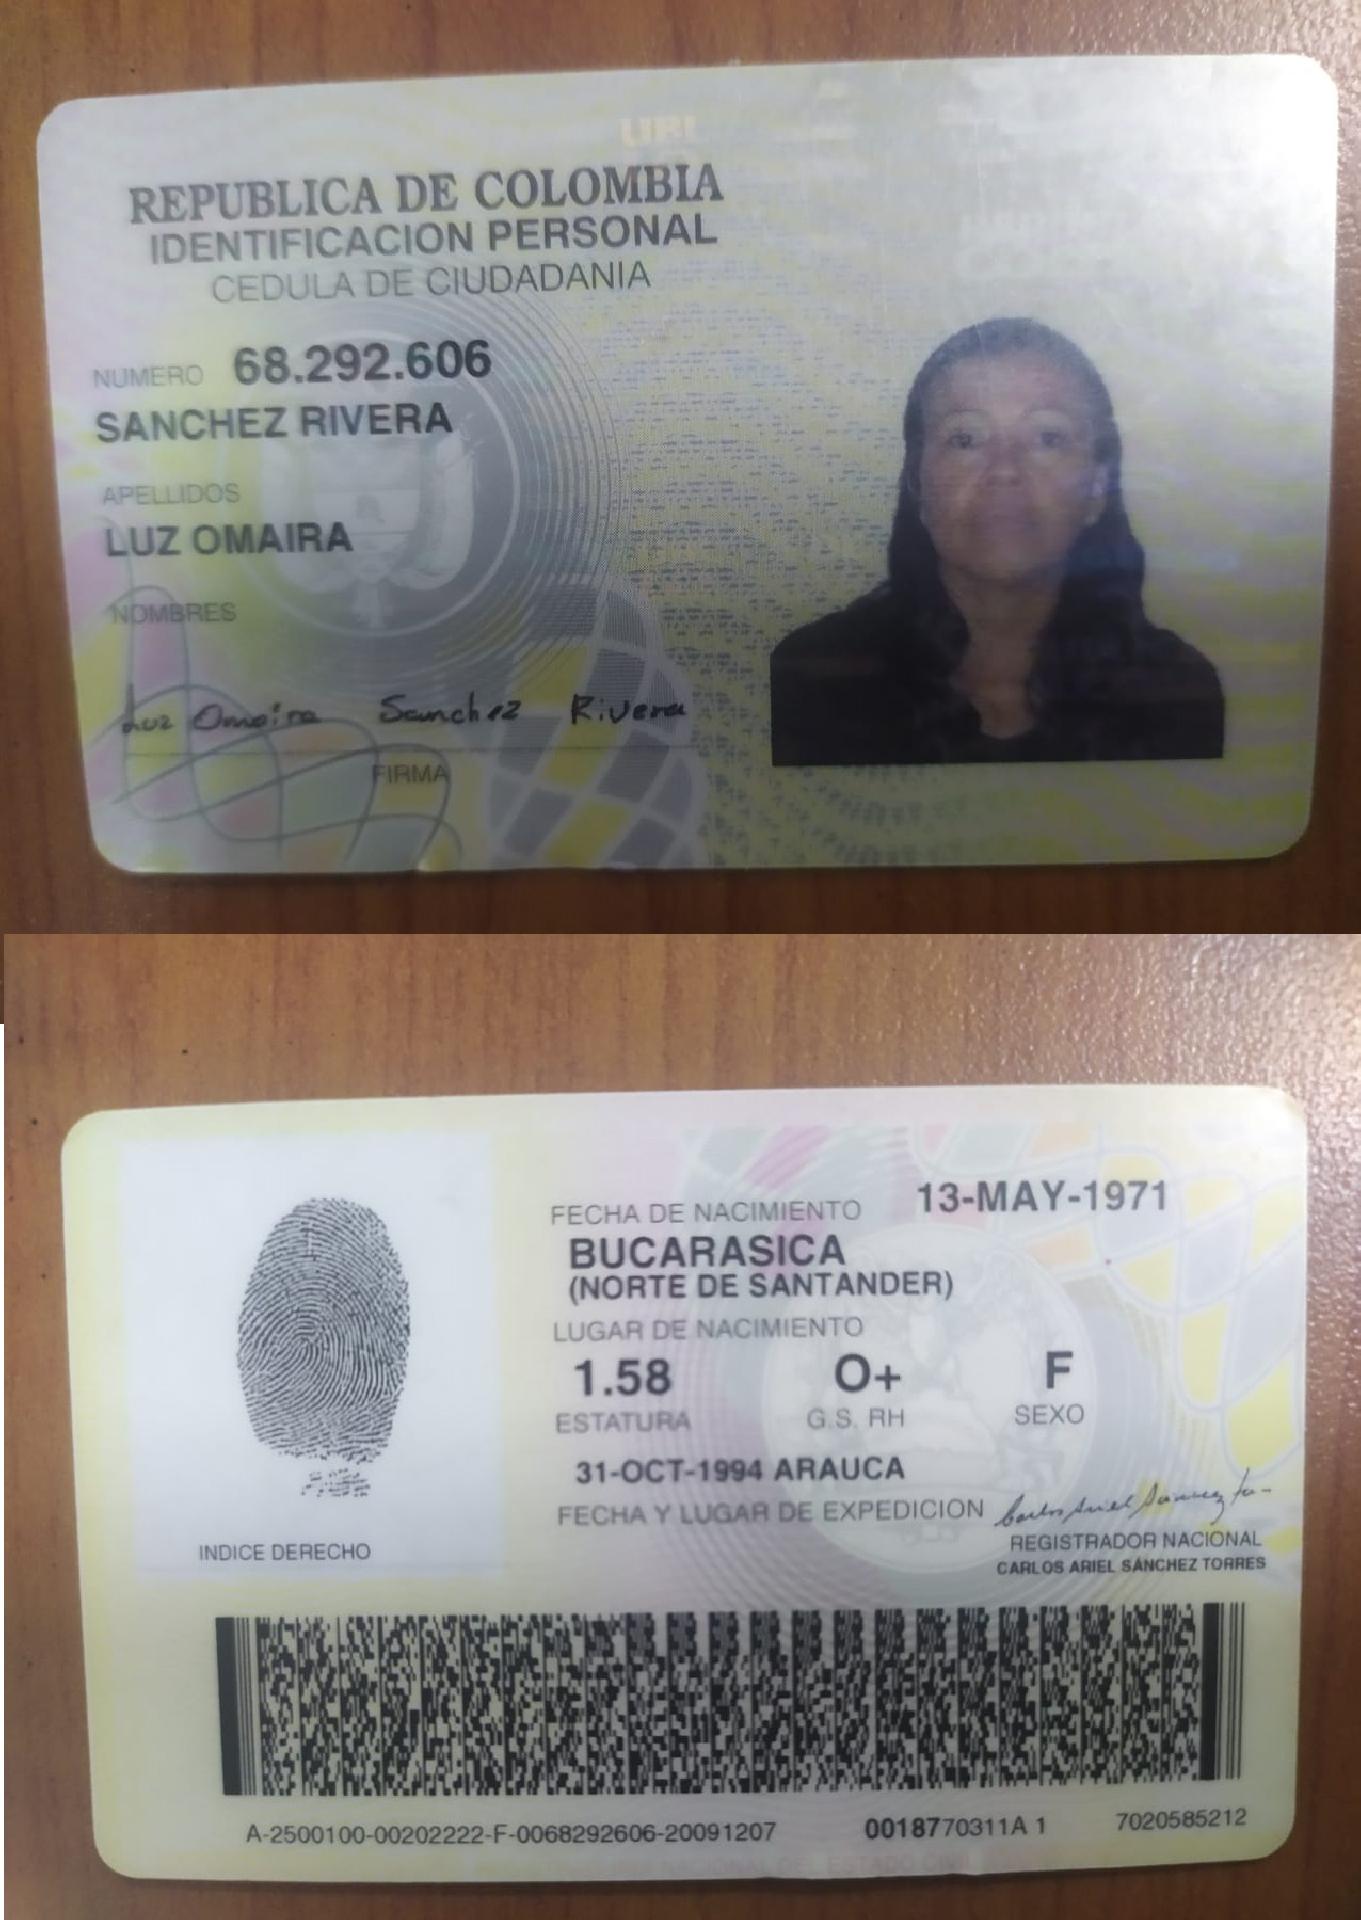 REPUBLICA DE COLOMBIA
IDENTIFICACION PERSONAL
CEDULA DE CIUDADANIA
NUMERO 68.292.606
SANCHEZ RIVERA
APELLIDOS
LUZ OMAIRA
NOMBRES
Luz Omaira Sanchez Rivera
FIRMA
FECHA DE NACIMIENTO 13-MAY-1971
BUCARASICA
(NORTE DE SANTANDER)
LUGAR DE NACIMIENTO
1.58 O+ F
ESTATURA G.S. RH SEXO
31-OCT-1994 ARAUCA
FECHA Y LUGAR DE EXPEDICION
INDICE DERECHO
REGISTRADOR NACIONAL
CARLOS ARIEL SÁNCHEZ TORRES
A-2500100-00202222-F-0068292606-20091207 0018770311A 1 7020585212